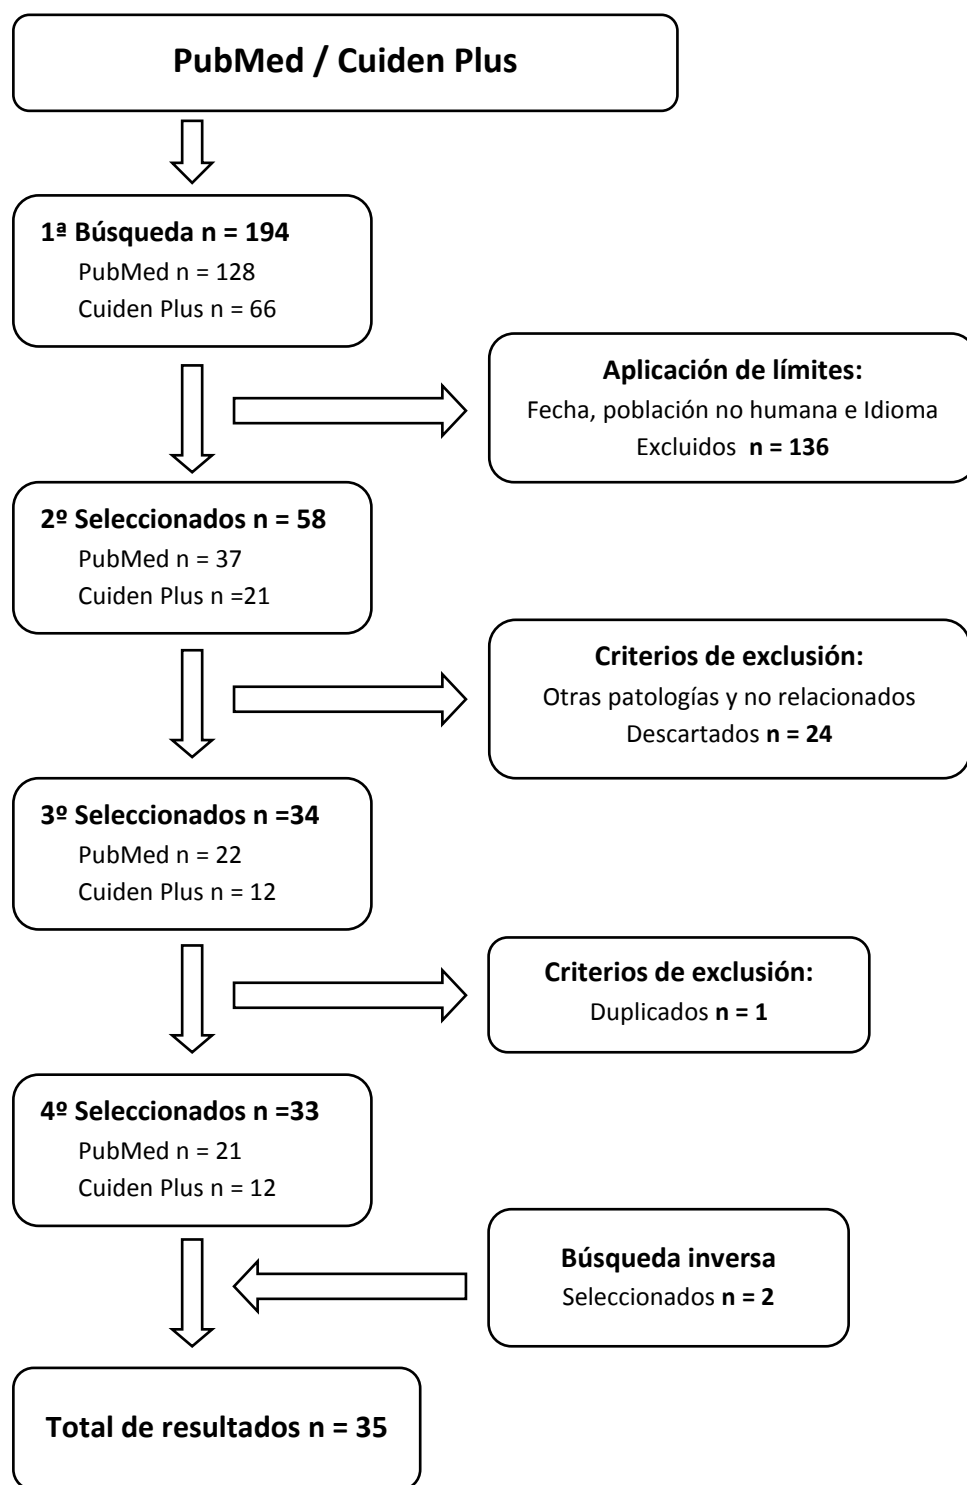 PubMed / Cuiden Plus
1ª Búsqueda n = 194
PubMed n = 128
Cuiden Plus n = 66
Aplicación de límites:
Fecha, población no humana e Idioma
Excluidos n = 136
2º Seleccionados n = 58
PubMed n = 37
Cuiden Plus n =21
Criterios de exclusión:
Otras patologías y no relacionados
Descartados n = 24
3º Seleccionados n =34
PubMed n = 22
Cuiden Plus n = 12
Criterios de exclusión:
Duplicados n = 1
4º Seleccionados n =33
PubMed n = 21
Cuiden Plus n = 12
Búsqueda inversa
Seleccionados n = 2
Total de resultados n = 35